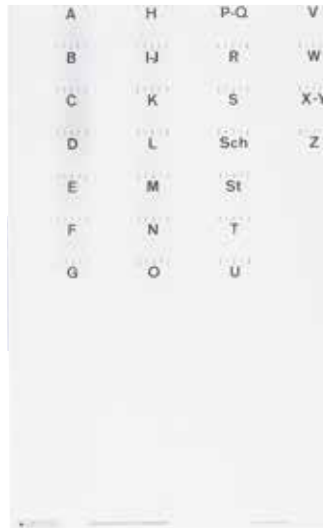 A H P-Q V
B I-J R W
C K S X-Y
D L Sch Z
E M St
F N T
G O U